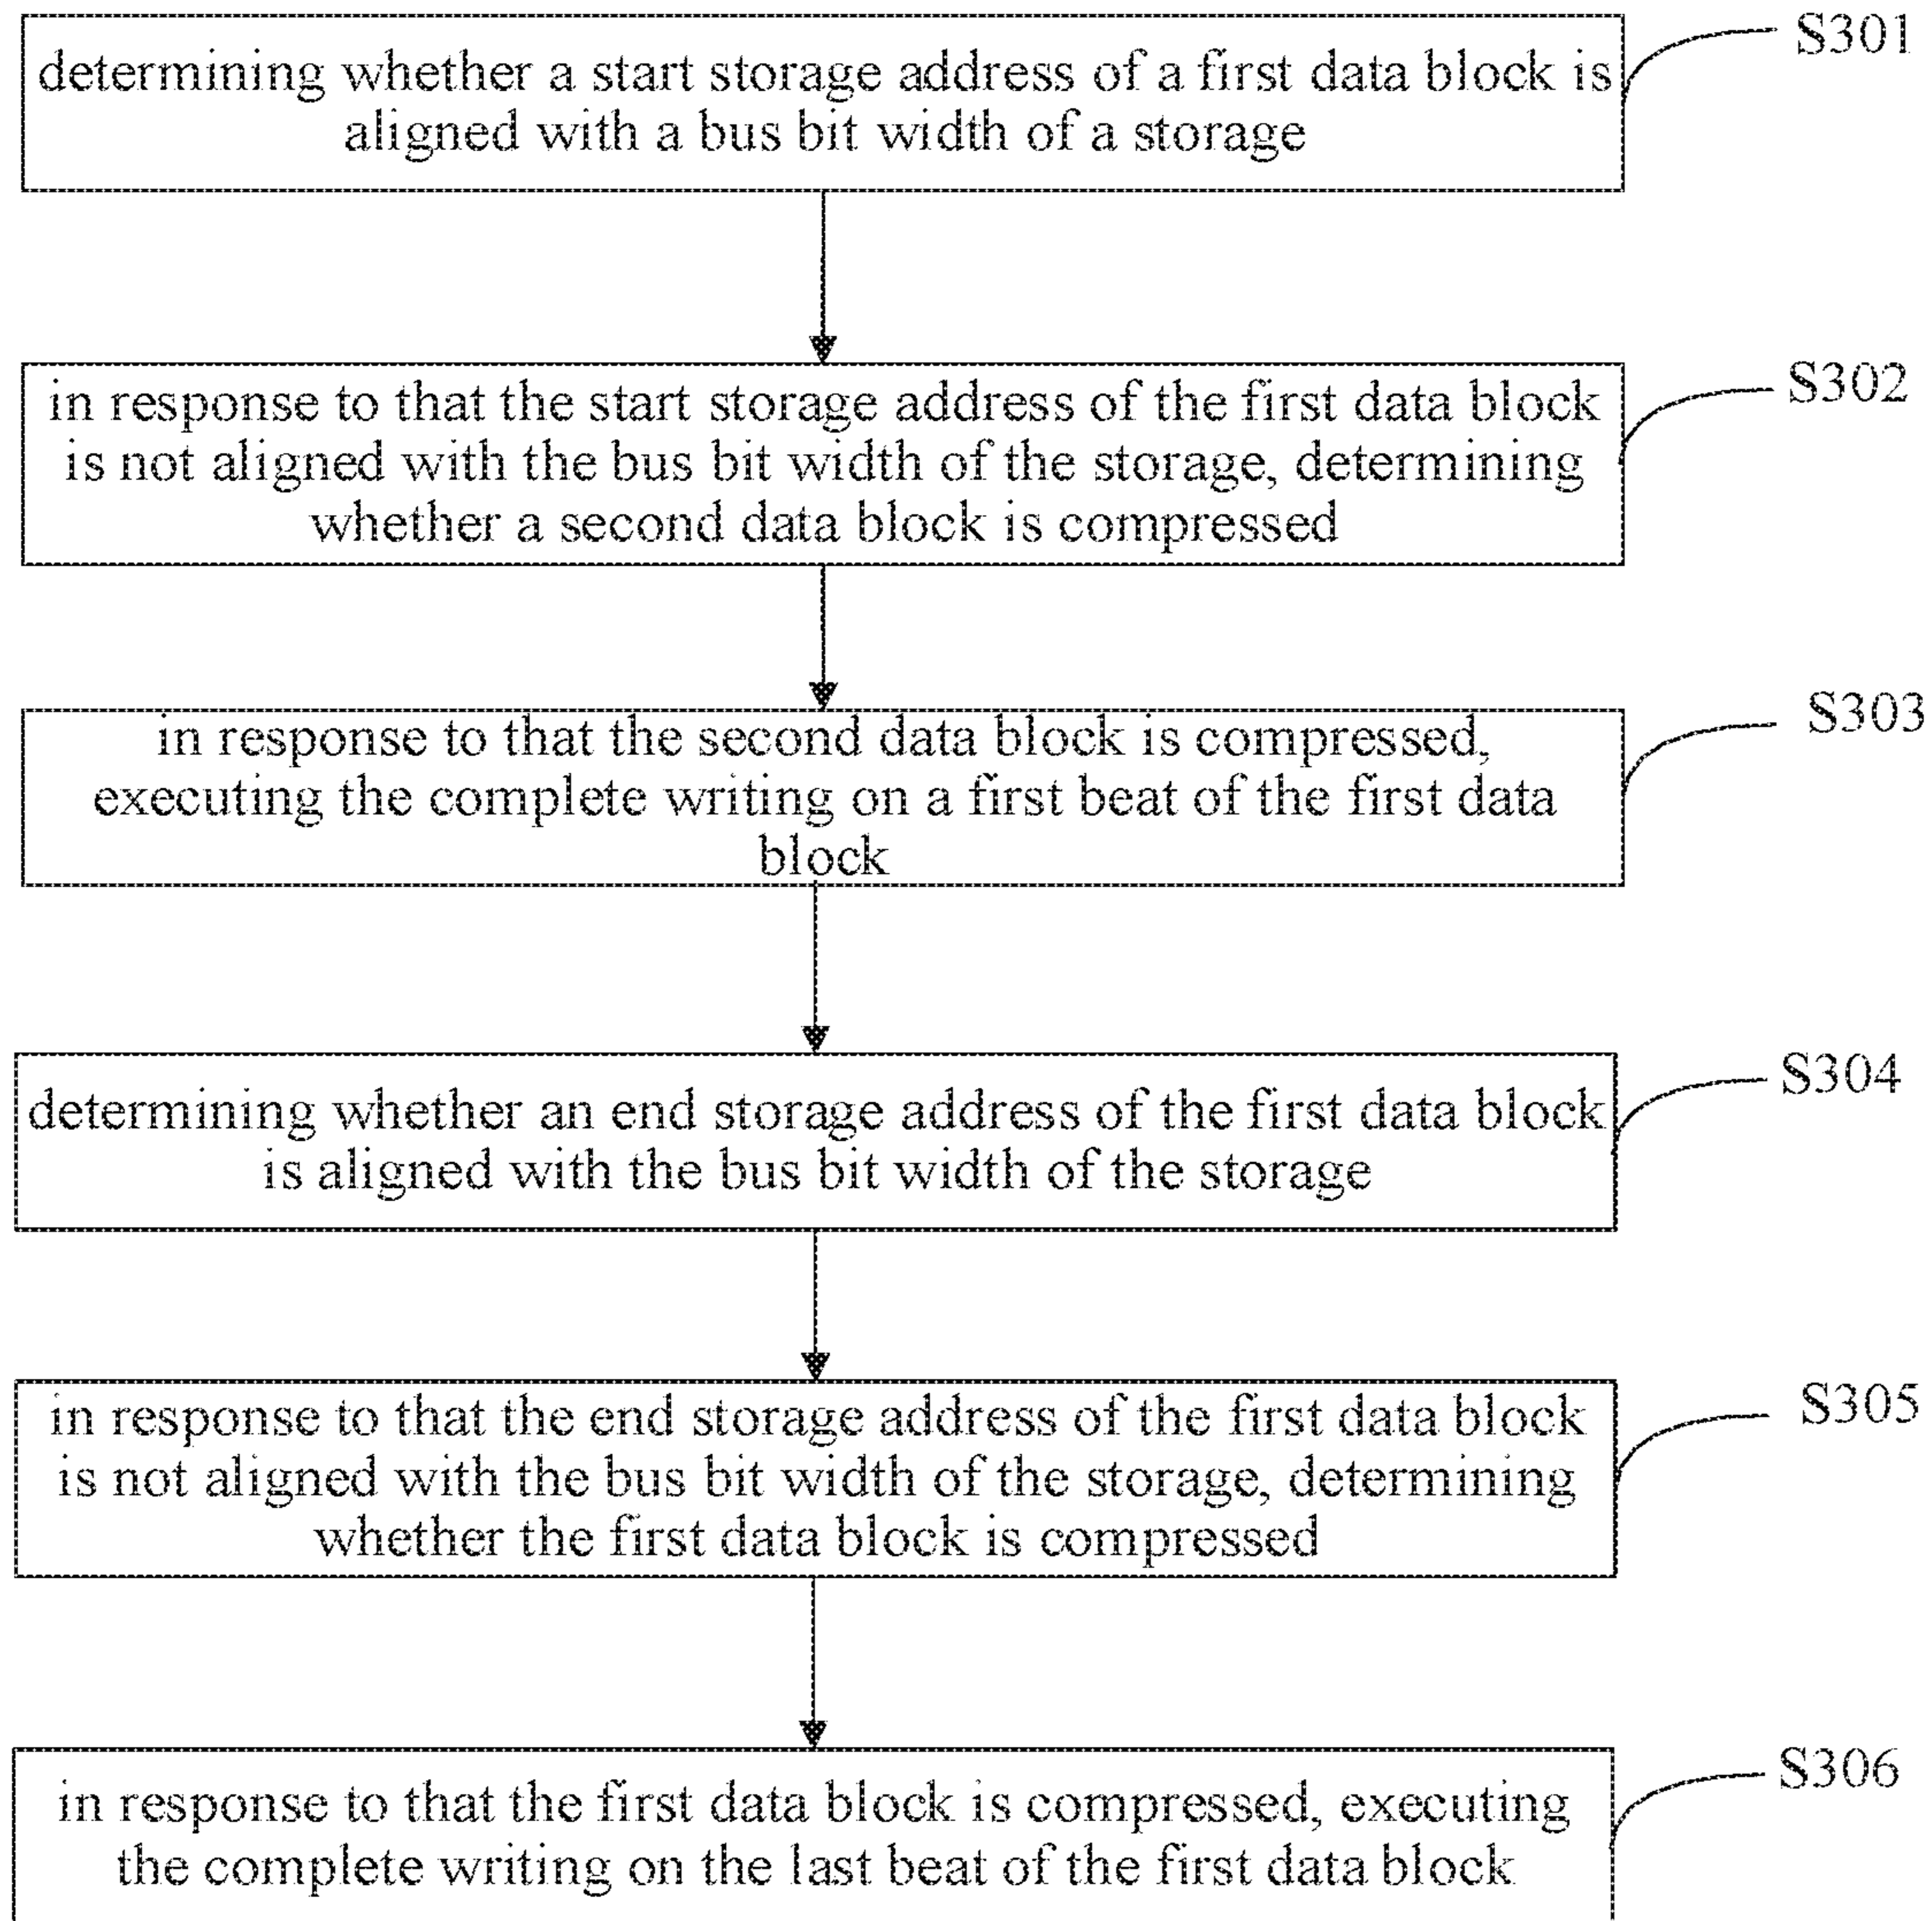 determining whether a start storage address of a first data block is
aligned with a bus bit width of a storage
S301
in response to that the start storage address of the first data block
is not aligned with the bus bit width of the storage, determining
whether a second data block is compressed
S302
in response to that the second data block is compressed,
executing the complete writing on a first beat of the first data
block
S303
determining whether an end storage address of the first data block
is aligned with the bus bit width of the storage
S304
in response to that the end storage address of the first data block
is not aligned with the bus bit width of the storage, determining
whether the first data block is compressed
S305
in response to that the first data block is compressed, executing
the complete writing on the last beat of the first data block
S306